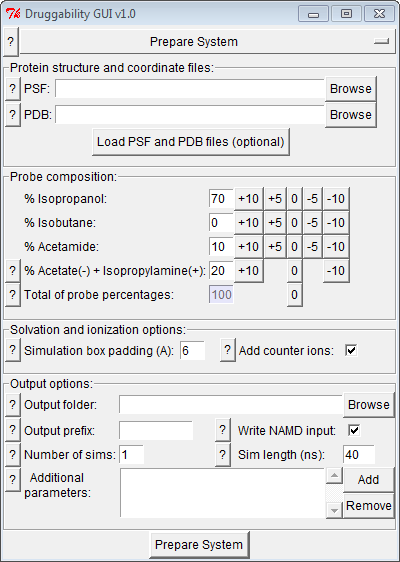 Druggability GUI v1.0
? Prepare System
Protein structure and coordinate files:
? PSF: Browse
? PDB: Browse
Load PSF and PDB files (optional)
Probe composition:
% Isopropanol: 70 +10 +5 0 -5 -10
% Isobutane: 0 +10 +5 0 -5 -10
% Acetamide: 10 +10 +5 0 -5 -10
? % Acetate(-) + Isopropylamine(+): 20 +10 0 -10
? Total of probe percentages: 100 0
Solvation and ionization options:
? Simulation box padding (A): 6 ? Add counter ions:
Output options:
? Output folder: Browse
? Output prefix: ? Write NAMD input:
? Number of sims: 1 ? Sim length (ns): 40
? Additional parameters: Add
Remove
Prepare System